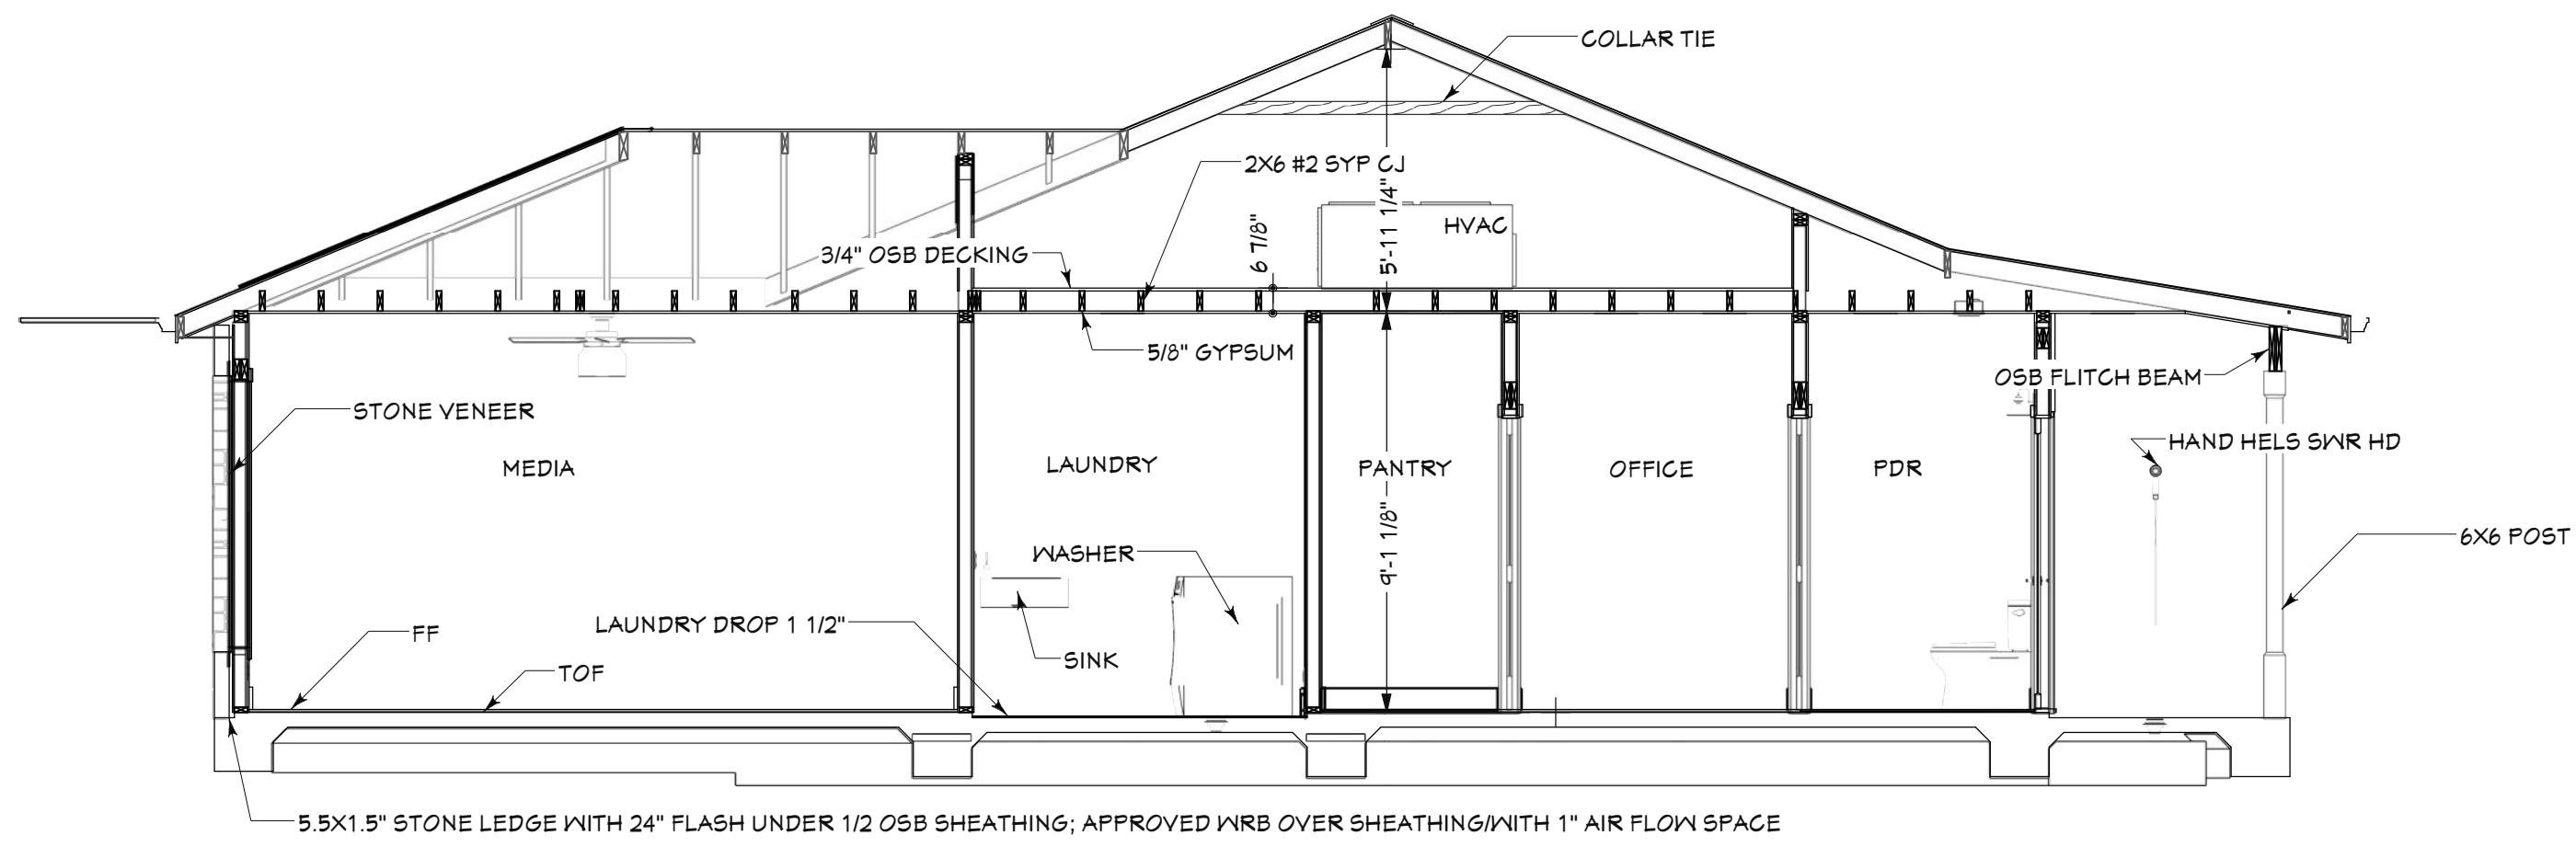 COLLAR TIE
2X6 #2 SYP CJ
5'-11 1/4"
HVAC
6 7/8"
3/4" OSB DECKING
5/8" GYPSUM
OSB FLITCH BEAM
STONE VENEER
HAND HELS SWR HD
MEDIA
LAUNDRY
PANTRY
OFFICE
PDR
9'-1 1/8"
6X6 POST
WASHER
LAUNDRY DROP 1 1/2"
FF
SINK
TOF
5.5X1.5" STONE LEDGE WITH 24" FLASH UNDER 1/2 OSB SHEATHING; APPROVED WRB OVER SHEATHING/WITH 1" AIR FLOW SPACE